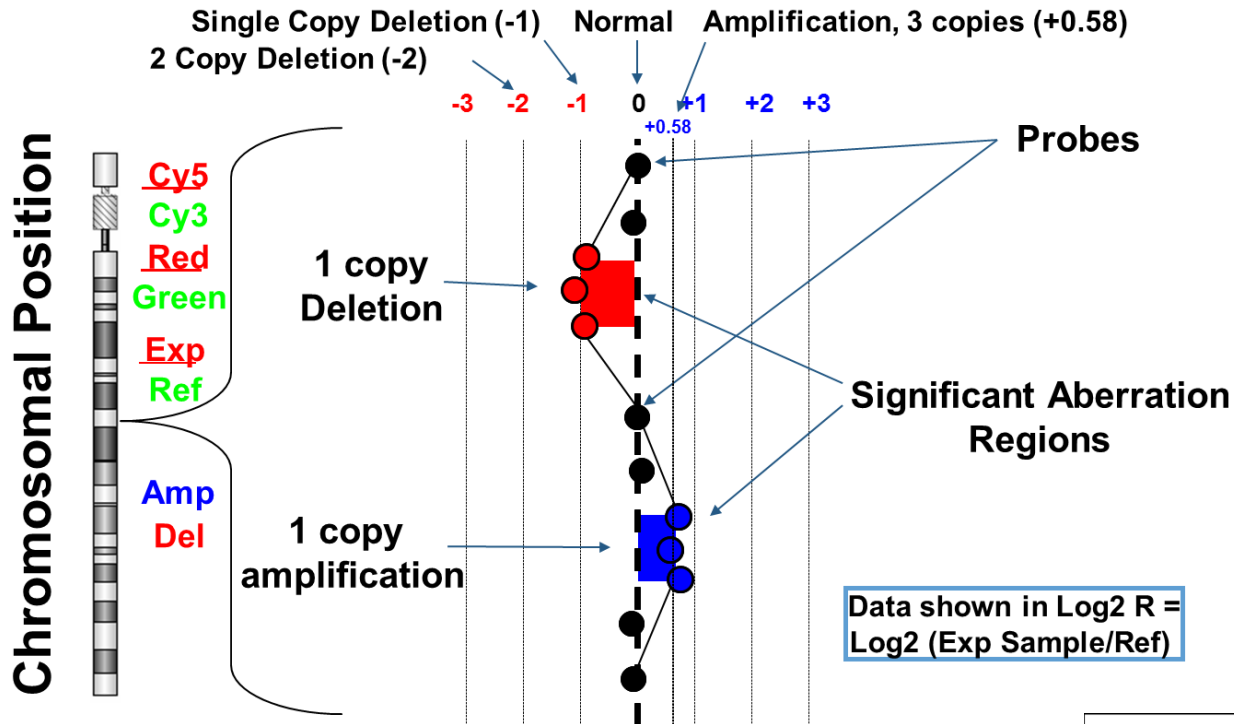 Single Copy Deletion (-1)
Normal
Amplification, 3 copies (+0.58)
2 Copy Deletion (-2)
-3
-2
-1
0
+1
+2
+3
+0.58
Probes
Chromosomal Position
Cy5
Cy3
Red
Green
Exp
Ref
1 copy
Deletion
Significant Aberration
Regions
Amp
Del
1 copy
amplification
Data shown in Log2 R =
Log2 (Exp Sample/Ref)